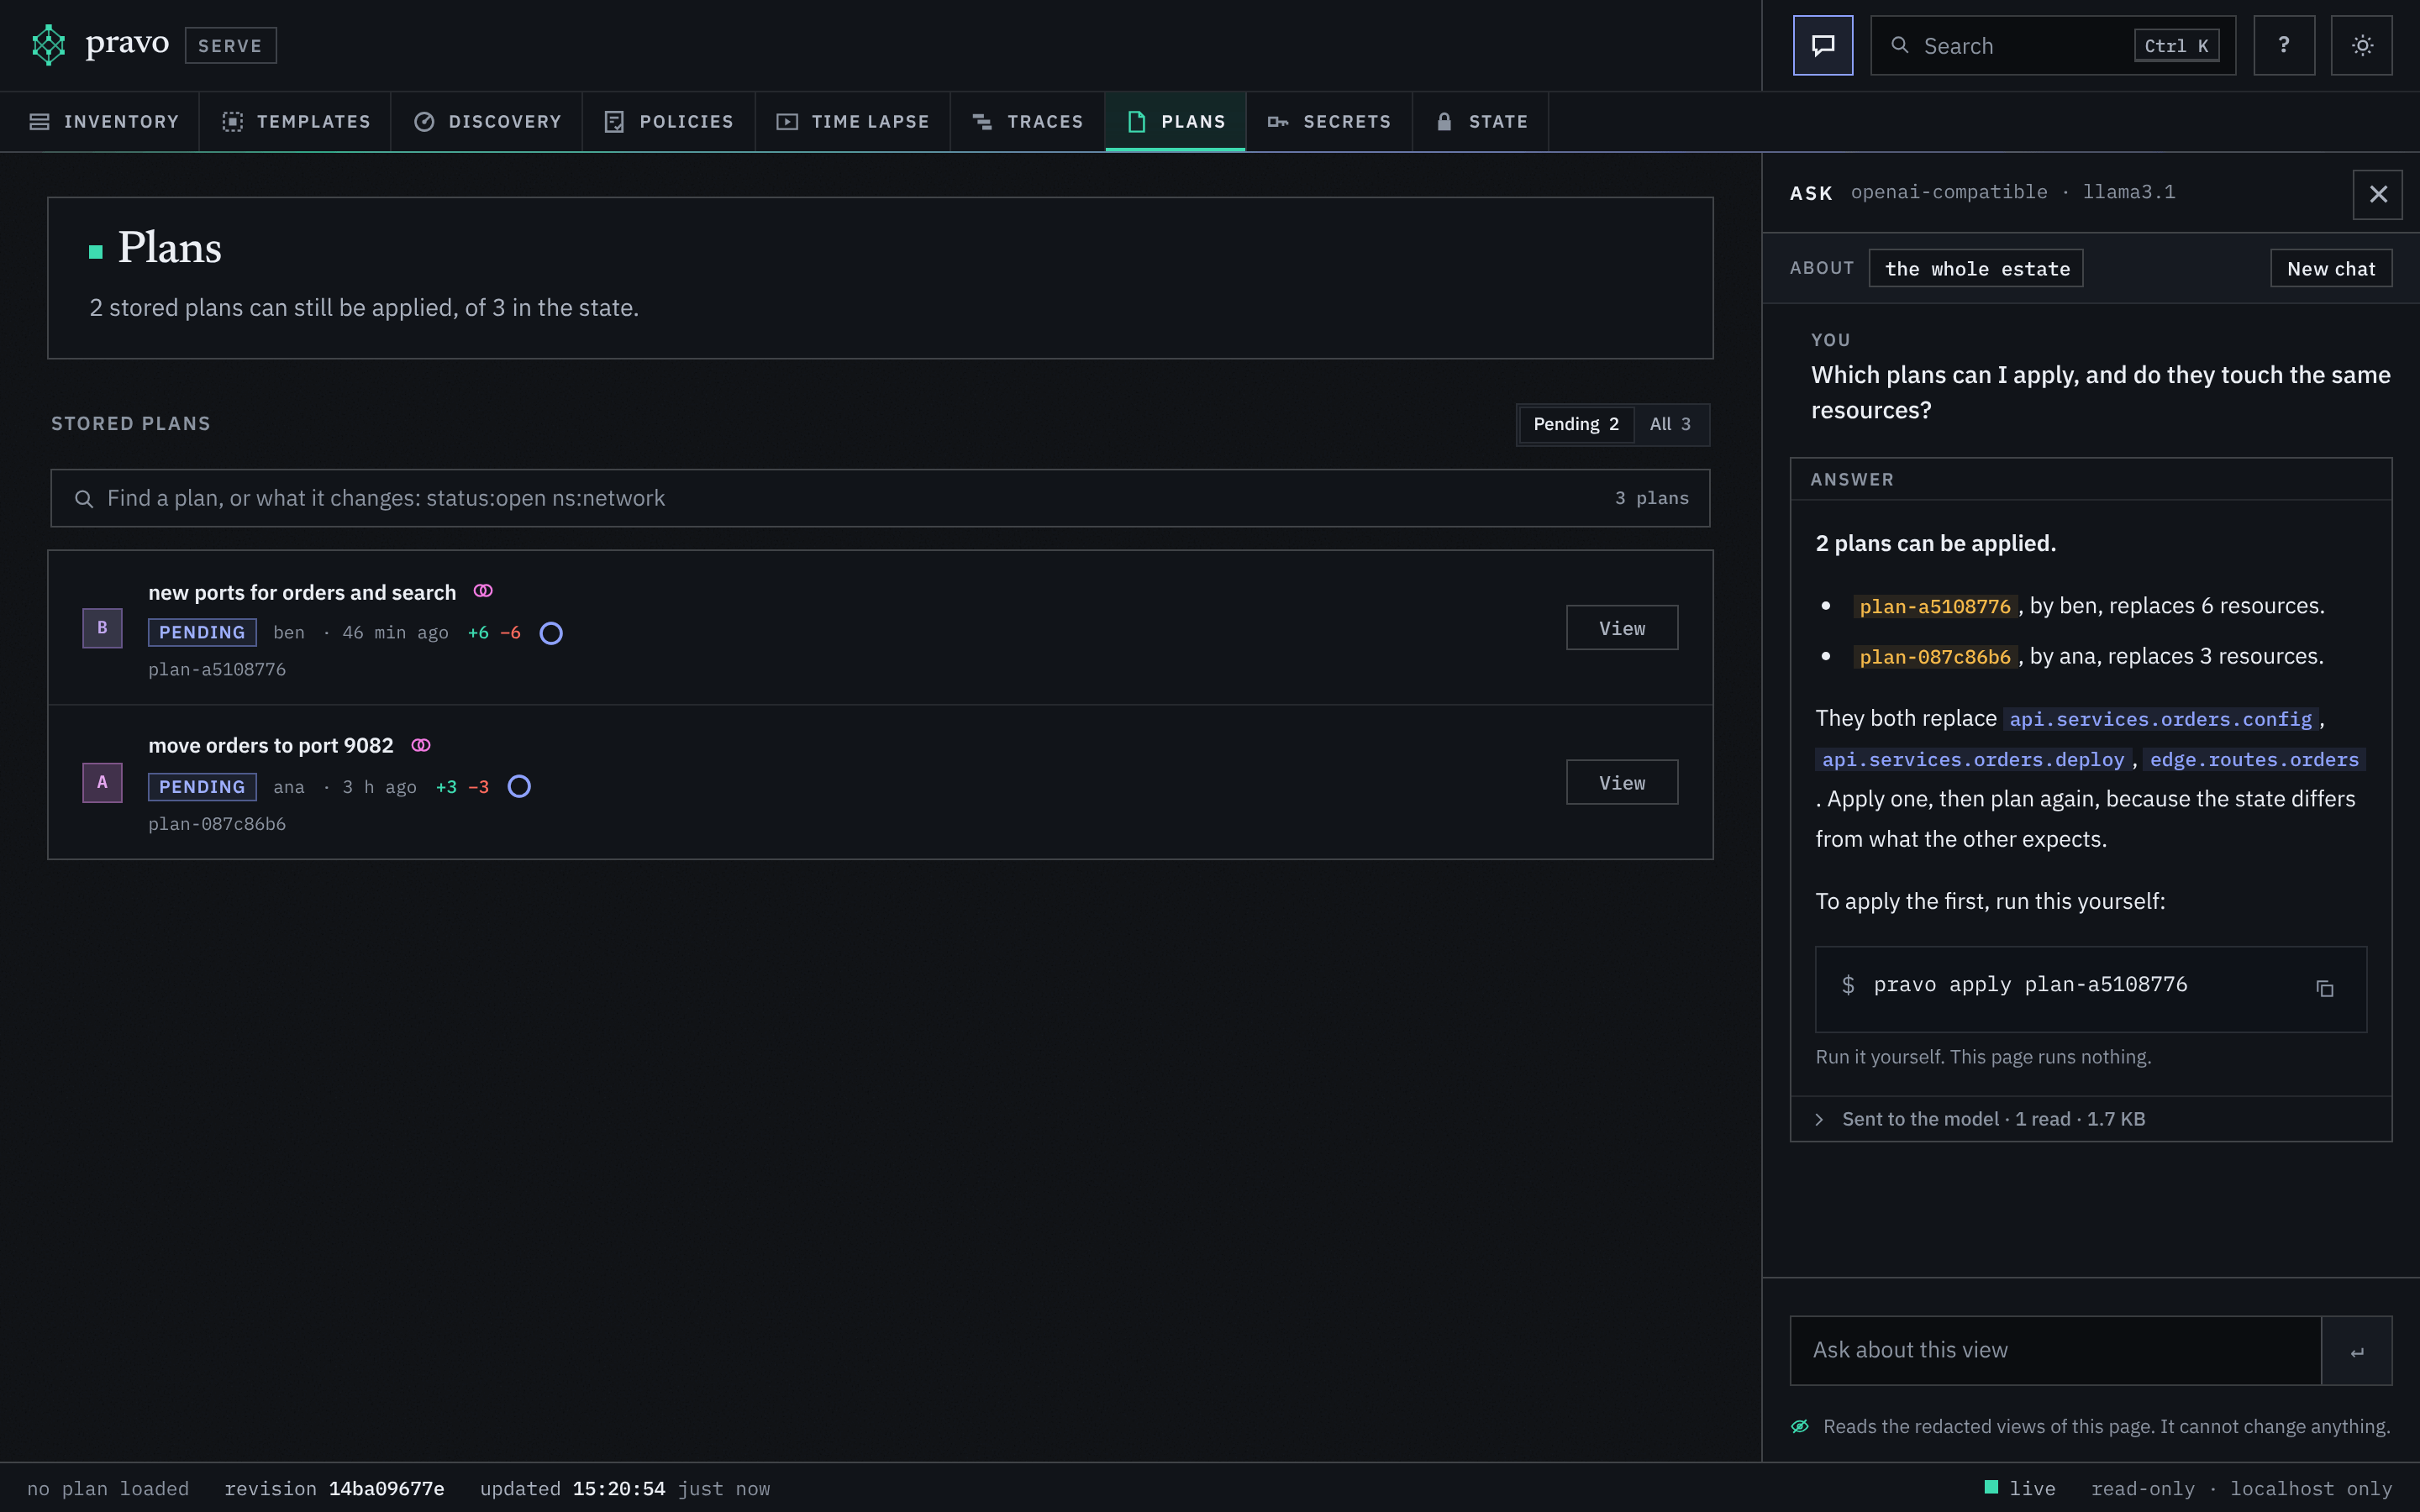 pravo SERVE
Search Ctrl K ?
INVENTORY TEMPLATES DISCOVERY POLICIES TIME LAPSE TRACES PLANS SECRETS STATE
Plans
2 stored plans can still be applied, of 3 in the state.
STORED PLANS
Pending 2 All 3
Find a plan, or what it changes: status:open ns:network 3 plans
B
new ports for orders and search
PENDING ben · 46 min ago +6 −6
plan-a5108776
View
A
move orders to port 9082
PENDING ana · 3 h ago +3 −3
plan-087c86b6
View
ASK openai-compatible · llama3.1
ABOUT the whole estate New chat
YOU
Which plans can I apply, and do they touch the same
resources?
ANSWER
2 plans can be applied.
• plan-a5108776, by ben, replaces 6 resources.
• plan-087c86b6, by ana, replaces 3 resources.
They both replace api.services.orders.config,
api.services.orders.deploy, edge.routes.orders
. Apply one, then plan again, because the state differs
from what the other expects.
To apply the first, run this yourself:
$ pravo apply plan-a5108776
Run it yourself. This page runs nothing.
Sent to the model · 1 read · 1.7 KB
Ask about this view
Reads the redacted views of this page. It cannot change anything.
no plan loaded revision 14ba09677e updated 15:20:54 just now
live read-only · localhost only